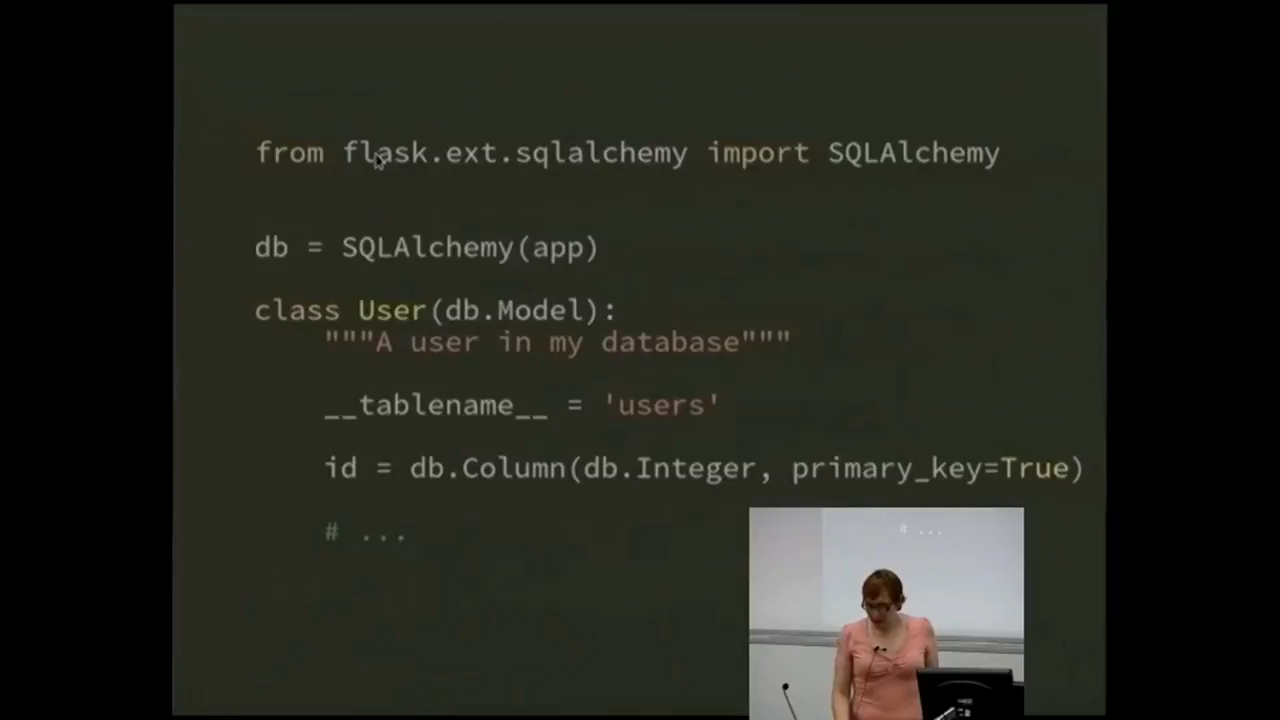 from flask.ext.sqlalchemy import SQLAlchemy
db = SQLAlchemy(app)
class User(db.Model):
"""A user in my database"""
__tablename__ = 'users'
id = db.Column(db.Integer, primary_key=True)
# ...
# ...